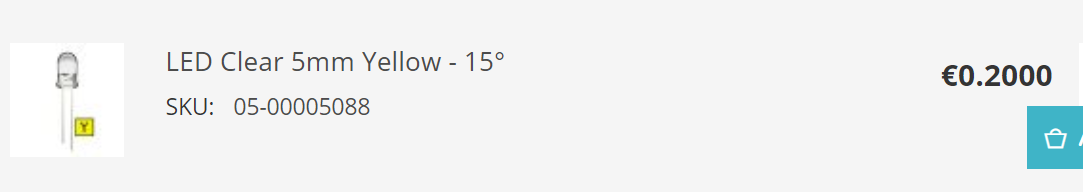 LED Clear 5mm Yellow - 15°
€0.2000
SKU: 05-00005088
Y